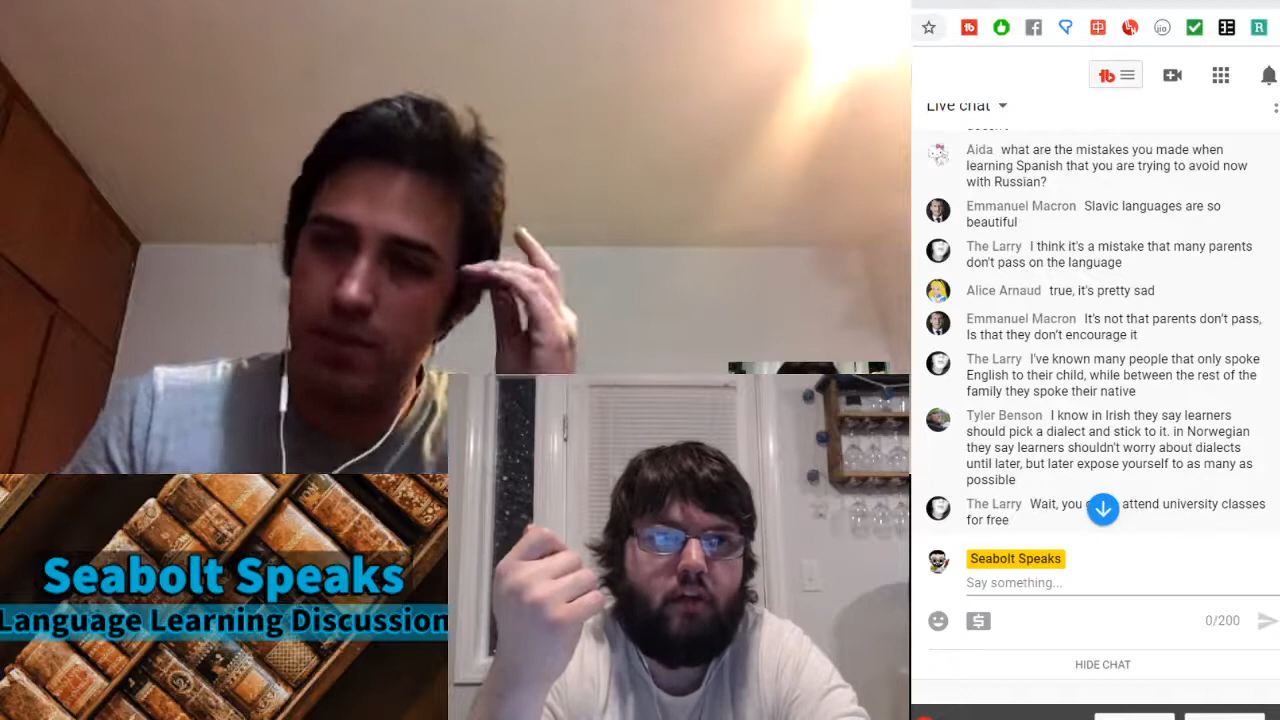 Live chat
Aida what are the mistakes you made when
learning Spanish that you are trying to avoid now
with Russian?
Emmanuel Macron Slavic languages are so
beautiful
The Larry I think it's a mistake that many parents
don't pass on the language
Alice Arnaud true, it's pretty sad
Emmanuel Macron It's not that parents don't pass,
Is that they don't encourage it
The Larry I've known many people that only spoke
English to their child, while between the rest of the
family they spoke their native
Tyler Benson I know in Irish they say learners
should pick a dialect and stick to it. in Norwegian
they say learners shouldn't worry about dialects
until later, but later expose yourself to as many as
possible
The Larry Wait, you attend university classes
for free
Seabolt Speaks
Say something...
0/200
HIDE CHAT
Seabolt Speaks
Language Learning Discussion